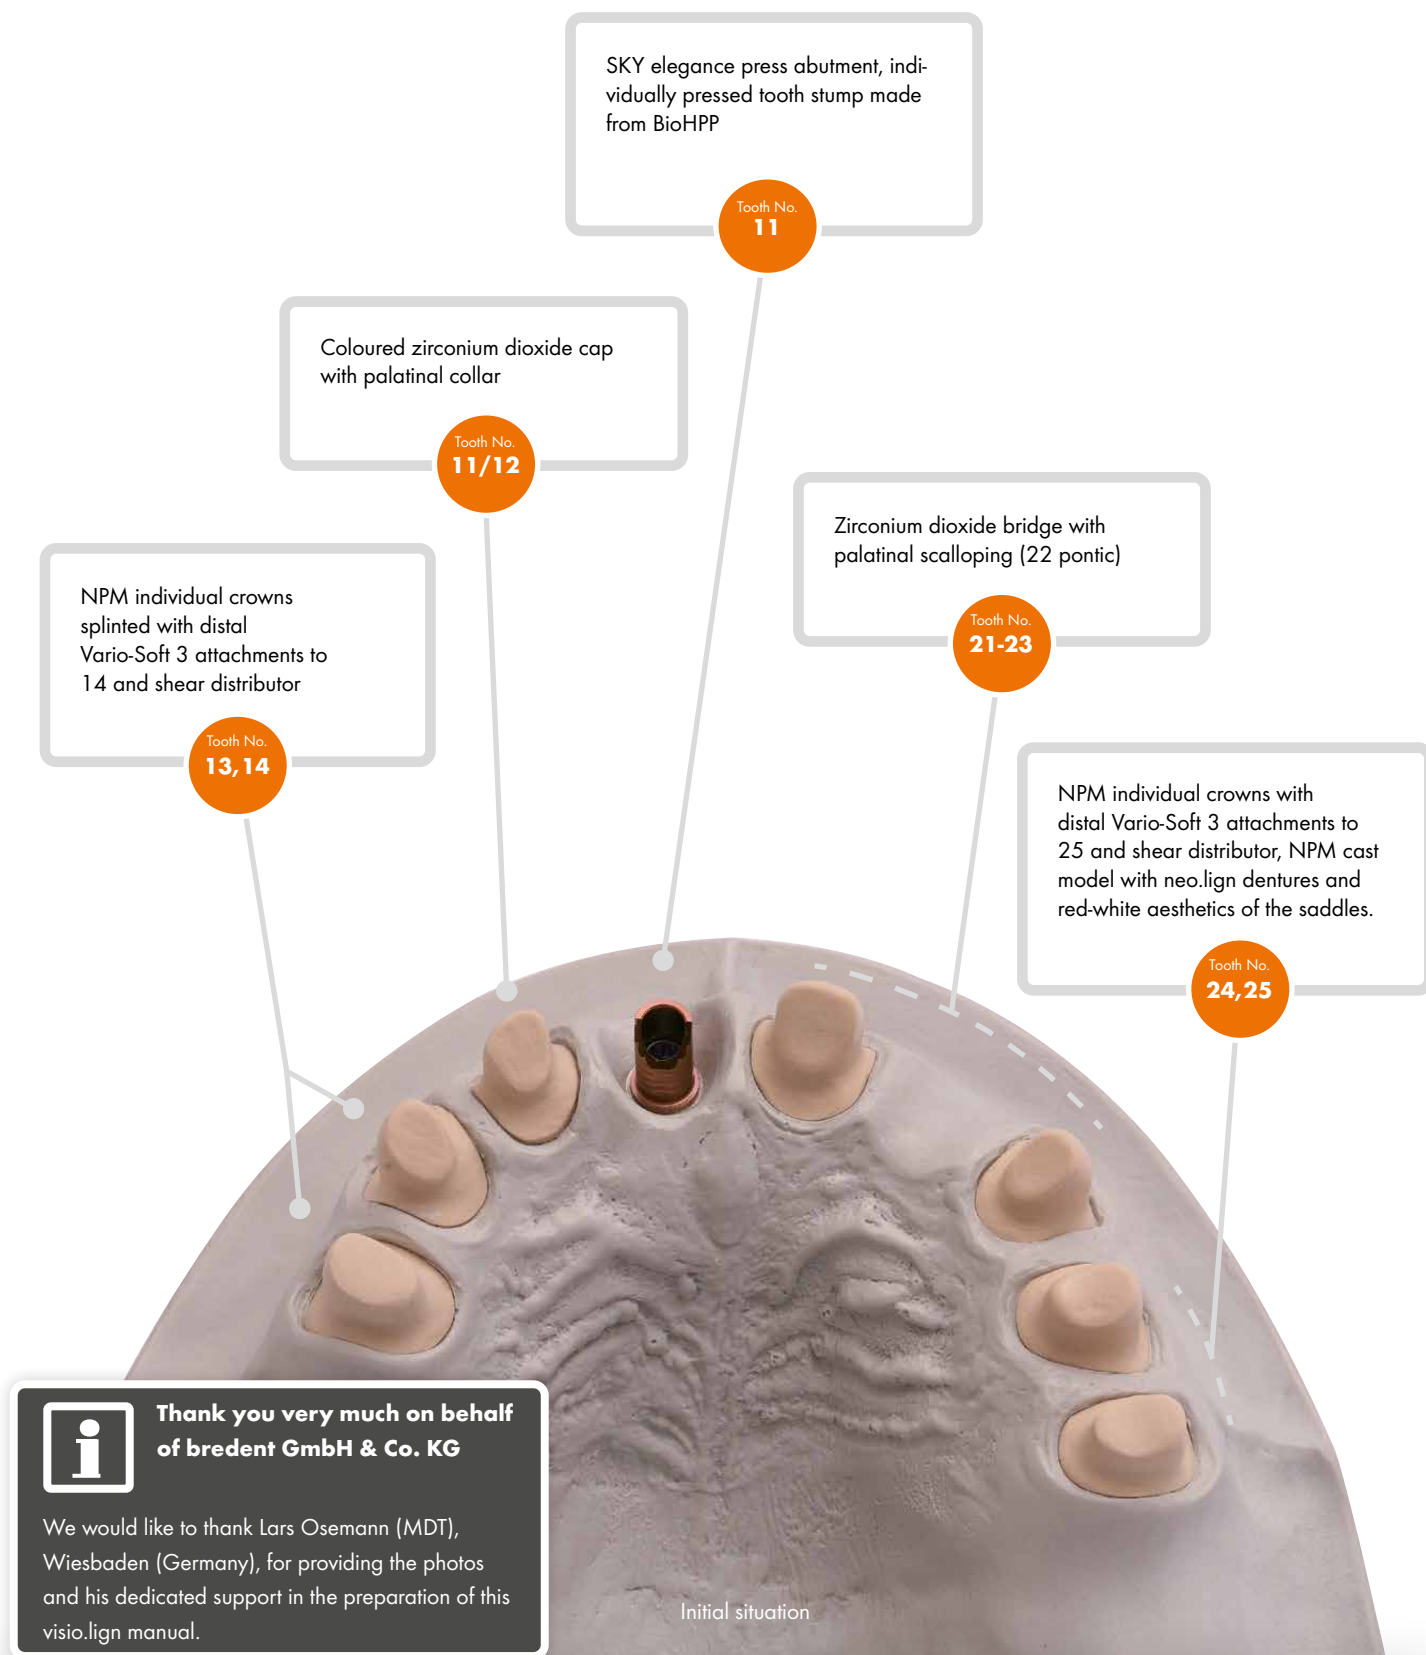 SKY elegance press abutment, indi-
vidually pressed tooth stump made
from BioHPP
Tooth No.
11
Coloured zirconium dioxide cap
with palatinal collar
Tooth No.
11/12
Zirconium dioxide bridge with
palatinal scalloping (22 pontic)
Tooth No.
21-23
NPM individual crowns
splinted with distal
Vario-Soft 3 attachments to
14 and shear distributor
Tooth No.
13,14
NPM individual crowns with
distal Vario-Soft 3 attachments to
25 and shear distributor, NPM cast
model with neo.lign dentures and
red-white aesthetics of the saddles.
Tooth No.
24,25
Thank you very much on behalf
of bredent GmbH & Co. KG
We would like to thank Lars Osemann (MDT),
Wiesbaden (Germany), for providing the photos
and his dedicated support in the preparation of this
visio.lign manual.
Initial situation